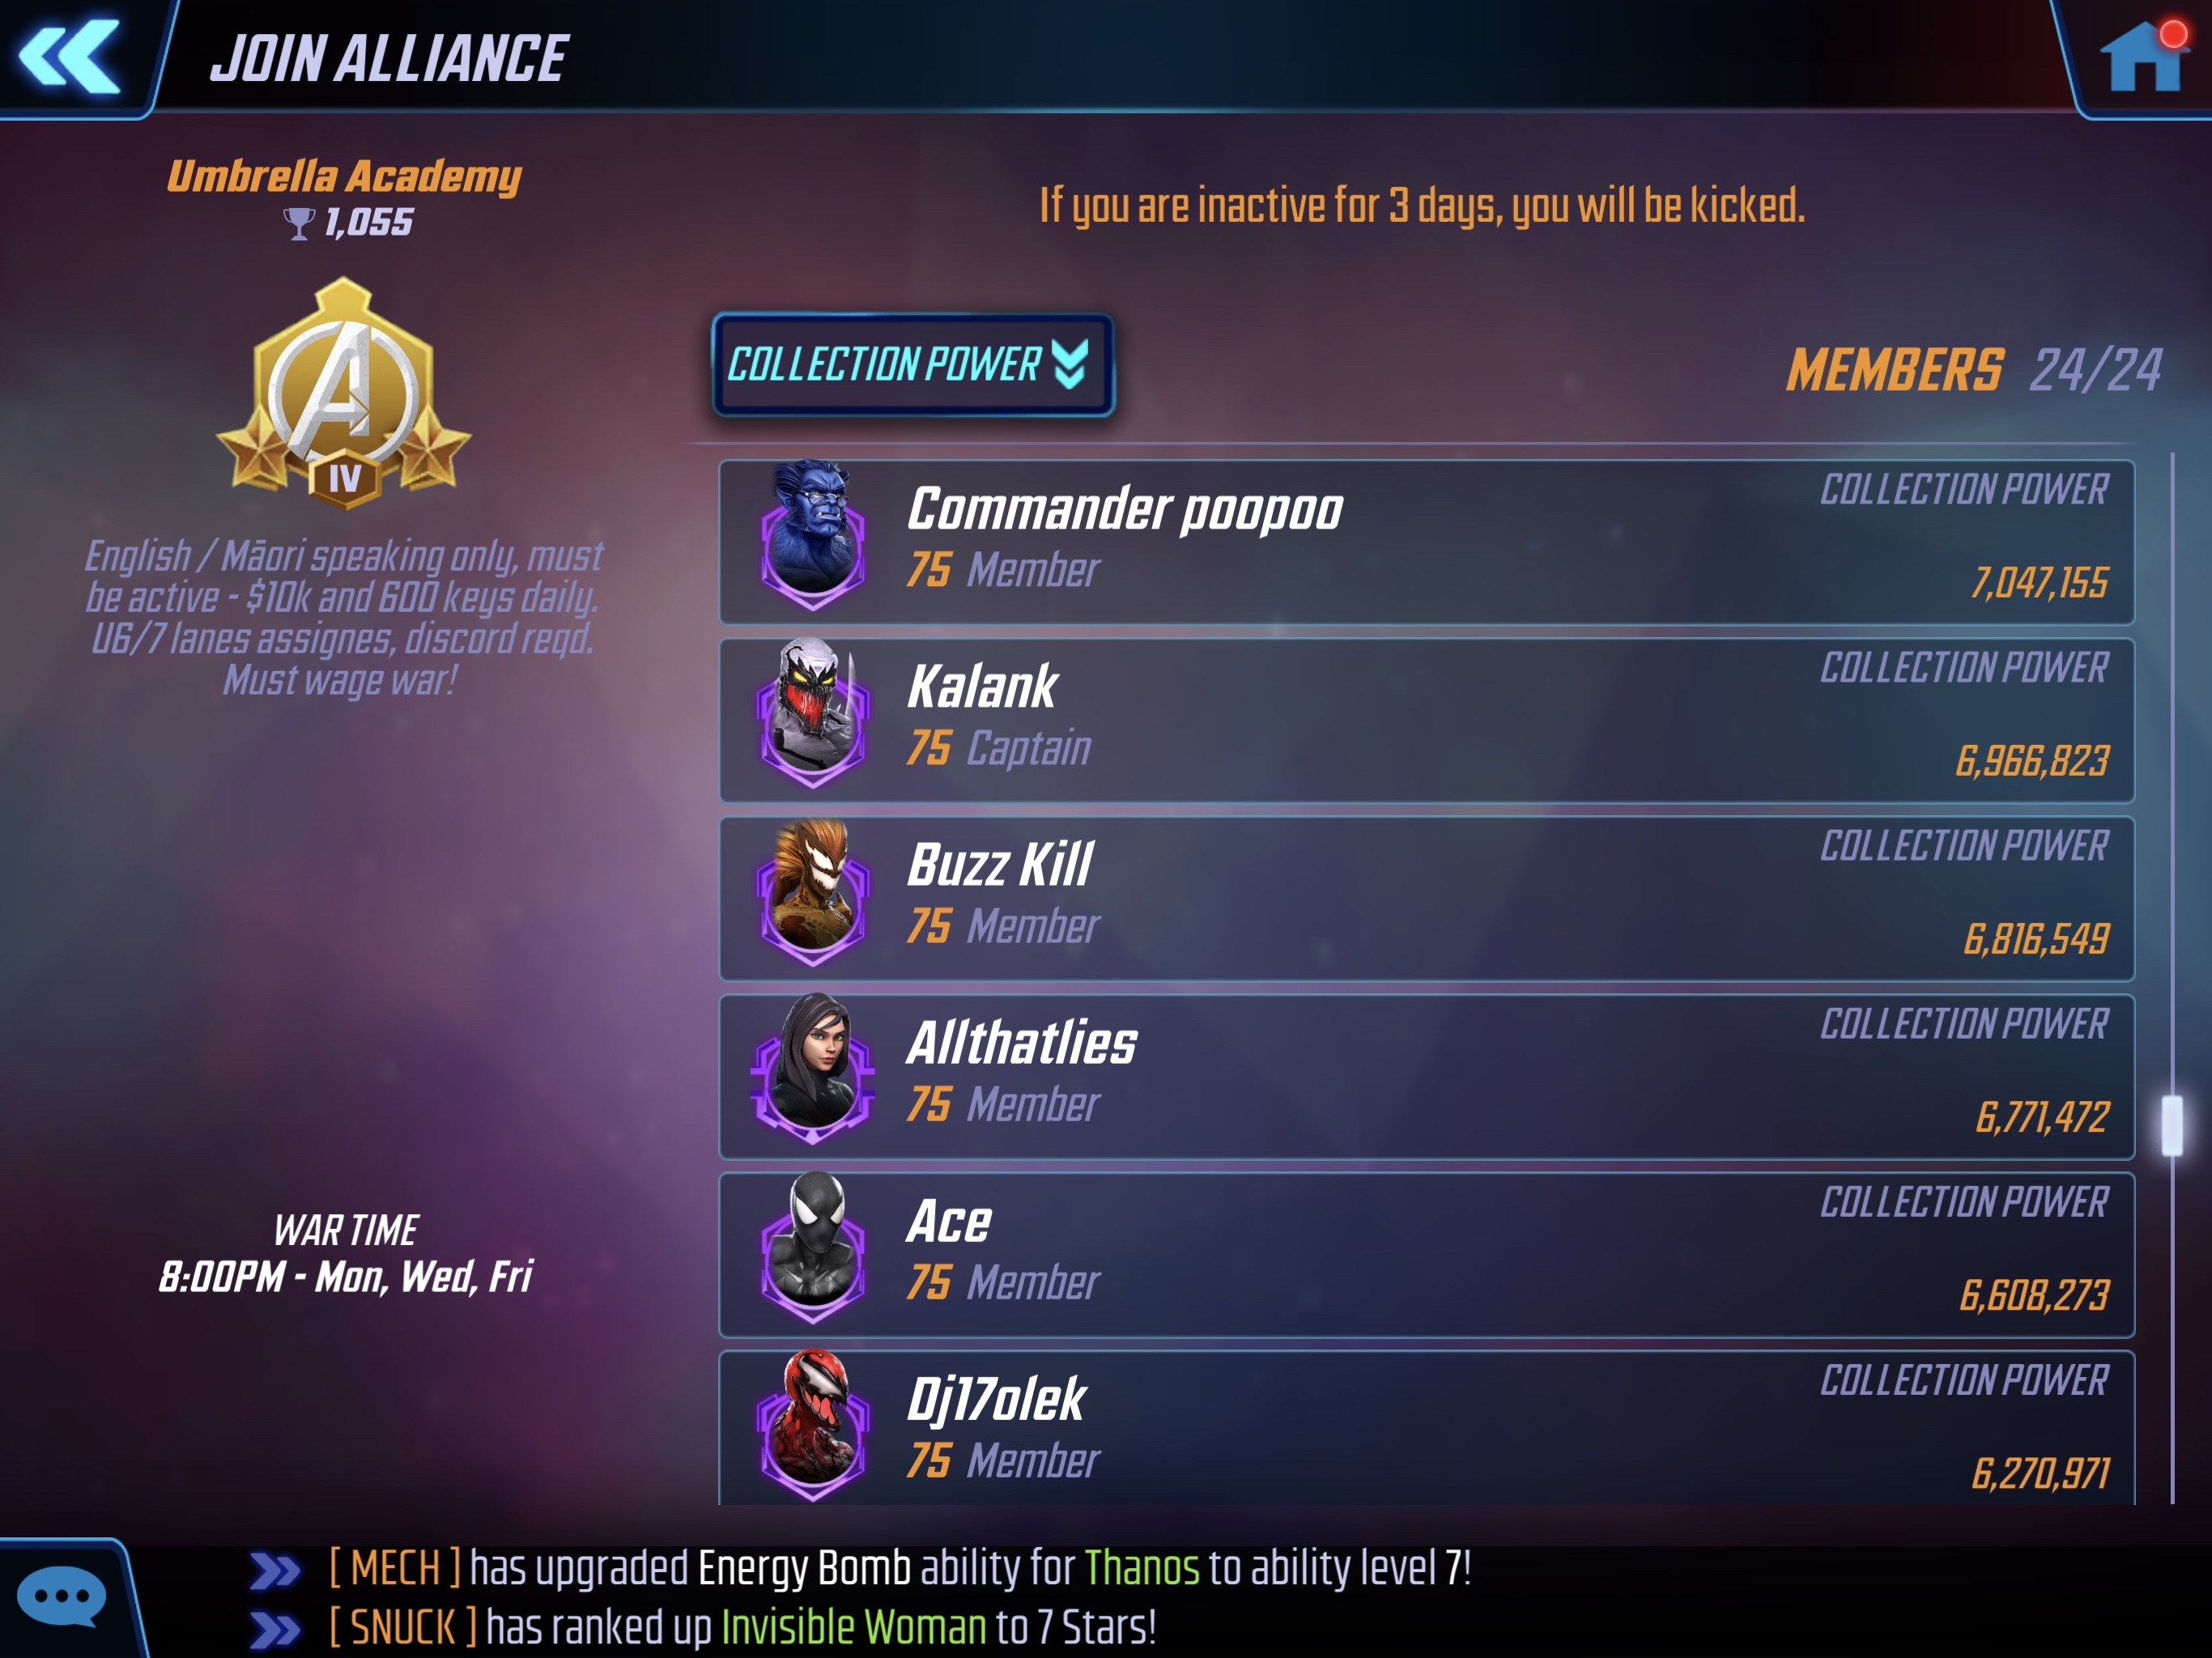 JOIN ALLIANCE
Umbrella Academy
1,055
IV
English / Māori speaking only, must
be active - $10k and 600 keys daily.
U6/7 lanes assignes, discord reqd.
Must wage war!
WAR TIME
8:00PM - Mon, Wed, Fri
If you are inactive for 3 days, you will be kicked.
COLLECTION POWER
MEMBERS 24/24
Commander poopoo
75 Member
COLLECTION POWER
7,047,155
Kalank
75 Captain
COLLECTION POWER
6,966,823
Buzz Kill
75 Member
COLLECTION POWER
6,816,549
Allthatlies
75 Member
COLLECTION POWER
6,771,472
Ace
75 Member
COLLECTION POWER
6,608,273
Dj17olek
75 Member
COLLECTION POWER
6,270,971
[ MECH ] has upgraded Energy Bomb ability for Thanos to ability level 7!
[ SNUCK ] has ranked up Invisible Woman to 7 Stars!